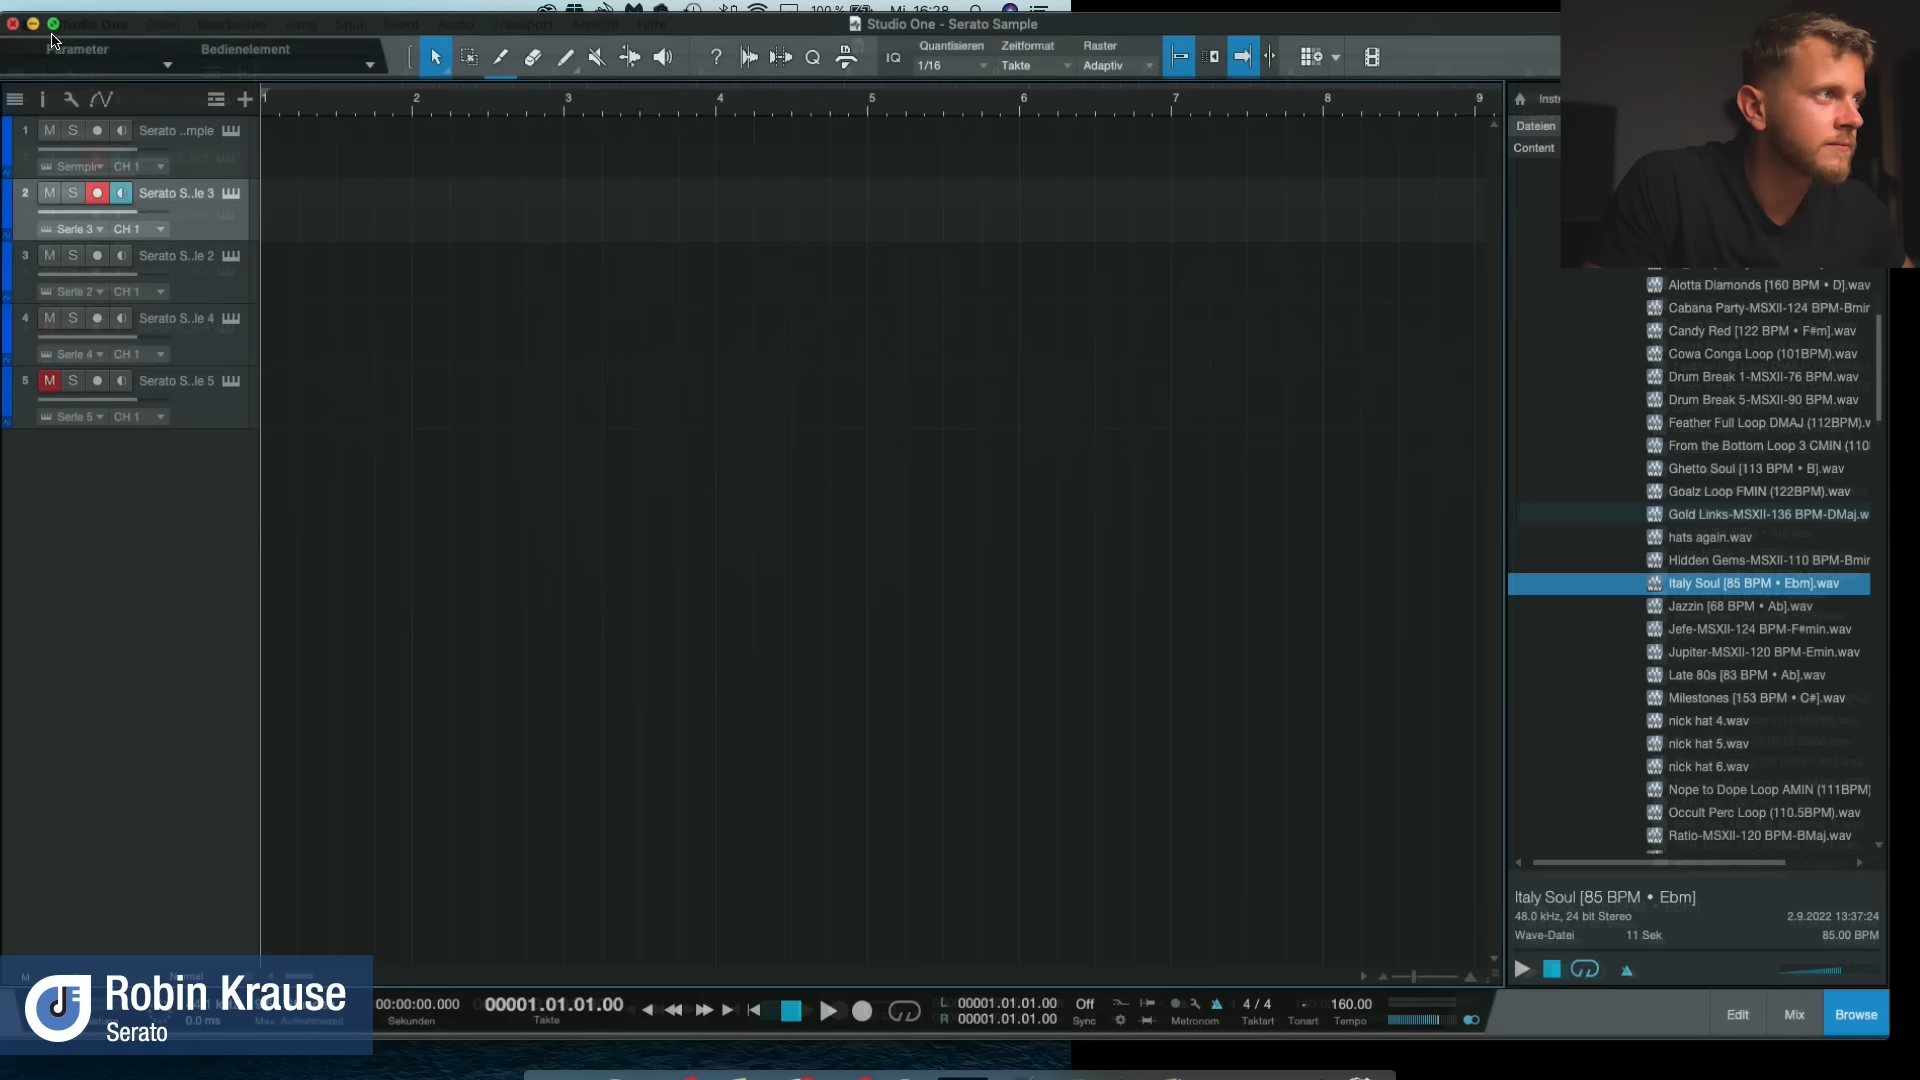 100 %
Mi. 16:28
Studio One - Serato Sample
Parameter
Bedienelement
IQ
Quantisieren
1/16
Zeitformat
Takte
Raster
Adaptiv
1 2 3 4 5 6 7 8 9
Dateien
Content
1 M S Serato ..mple
CH 1
2 M S Serato S..le 3
Serie 3 CH 1
3 M S Serato S..le 2
Serie 2 CH 1
4 M S Serato S..le 4
Serie 4 CH 1
5 M S Serato S..le 5
Serie 5 CH 1
Alotta Diamonds [160 BPM • D].wav
Cabana Party-MSXII-124 BPM-Bmir
Candy Red [122 BPM • F#m].wav
Cowa Conga Loop (101BPM).wav
Drum Break 1-MSXII-76 BPM.wav
Drum Break 5-MSXII-90 BPM.wav
Feather Full Loop DMAJ (112BPM).v
From the Bottom Loop 3 CMIN (110
Ghetto Soul [113 BPM • B].wav
Goalz Loop FMIN (122BPM).wav
Gold Links-MSXII-136 BPM-DMaj.w
hats again.wav
Hidden Gems-MSXII-110 BPM-Bmir
Italy Soul [85 BPM • Ebm].wav
Jazzin [68 BPM • Ab].wav
Jefe-MSXII-124 BPM-F#min.wav
Jupiter-MSXII-120 BPM-Emin.wav
Late 80s [83 BPM • Ab].wav
Milestones [153 BPM • C#].wav
nick hat 4.wav
nick hat 5.wav
nick hat 6.wav
Nope to Dope Loop AMIN (111BPM)
Occult Perc Loop (110.5BPM).wav
Ratio-MSXII-120 BPM-BMaj.wav
Italy Soul [85 BPM • Ebm]
48.0 kHz, 24 bit Stereo 2.9.2022 13:37:24
Wave-Datei 11 Sek 85.00 BPM
Robin Krause
Serato
0.0 ms
00:00:00.000
Sekunden
00001.01.01.00
Takte
L 00001.01.01.00
R 00001.01.01.00
Off
Sync
Metronom
4 / 4
Taktart
-
Tonart
160.00
Tempo
Edit
Mix
Browse